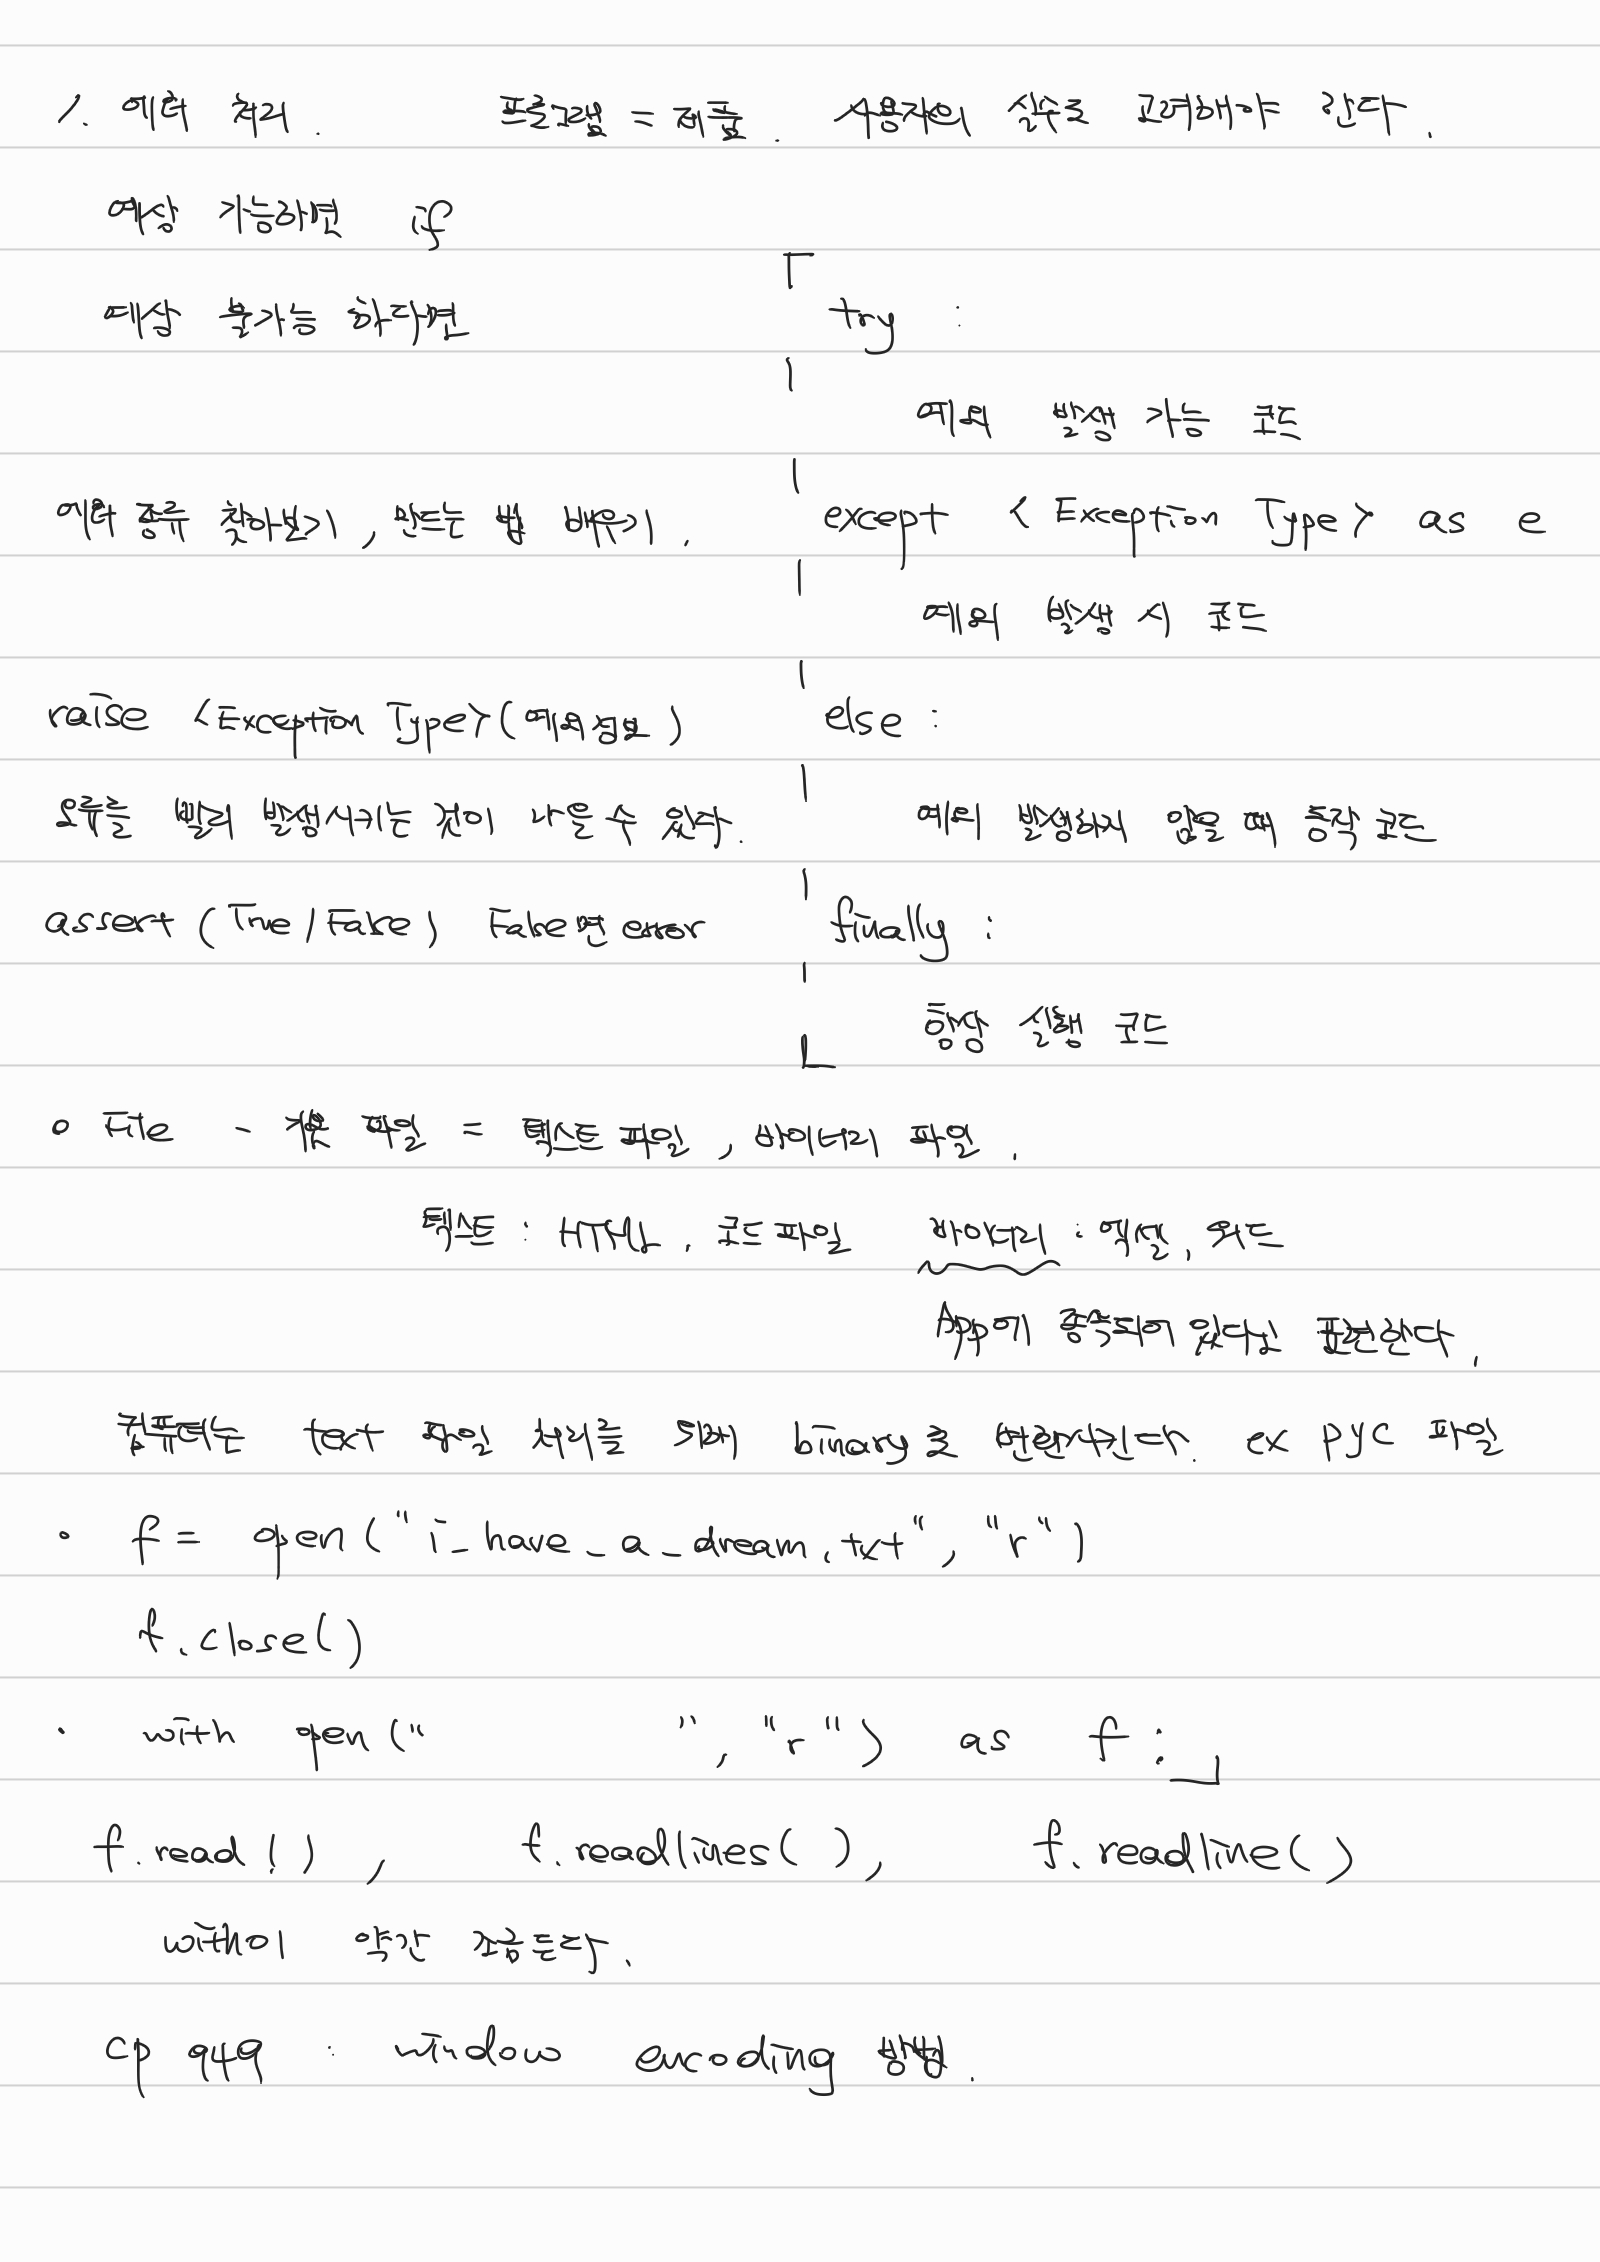 1. 에러 처리. 프로그램 = 제품. 사용자의 실수로 고려해야 한다.
예상 가능하면 if
예상 불가능 하다면 try :
예외 발생 가능 코드
에러 종류 찾아보기, 만드는 법 배우기. except <Exception Type> as e
예외 발생 시 코드
raise <Exception Type>(예외정보) else :
오류를 빨리 발생시키는 것이 나을 수 있다. 예외 발생하지 않을 때 동작 코드
assert (True/False) False면 error finally :
항상 실행 코드
o File - 기본 파일 = 텍스트 파일, 바이너리 파일.
텍스트 : HTML, 코드 파일 바이너리 : 엑셀, 워드
App에 종속되어 있다고 표현한다.
컴퓨터는 text 파일 처리를 위해 binary로 변환시킨다. ex pyc 파일
· f = open("i_have_a_dream.txt", "r")
f.close()
· with open(" ", "r") as f :
f.read(), f.readlines( ), f.readline( )
with이 약간 조금 든다.
cp 949 : window encoding 방법.